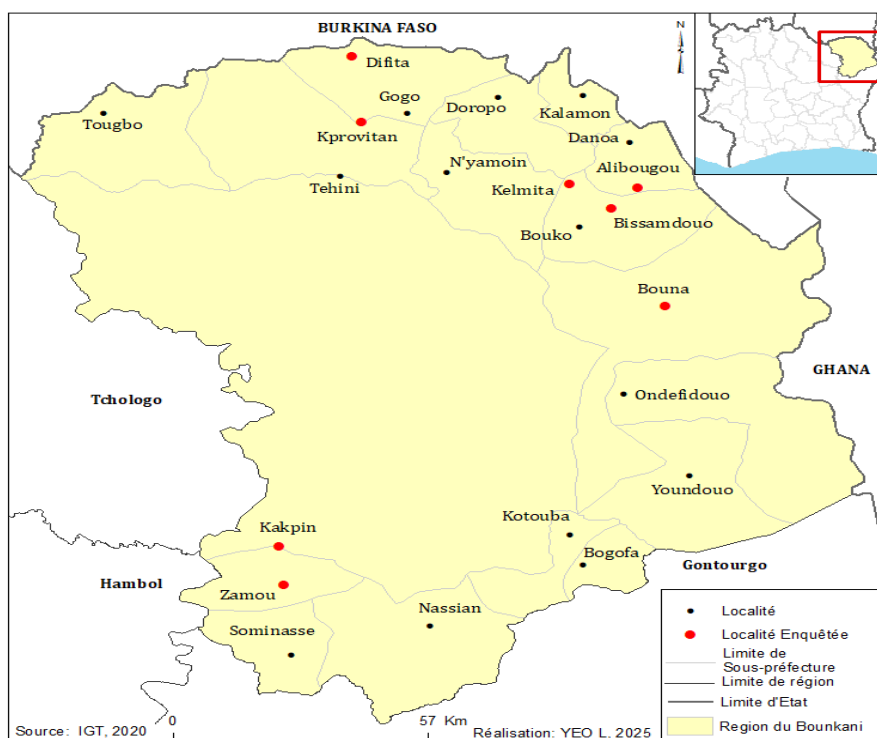 BURKINA FASO
N
Difita
Gogo
Doropo
Kalamon
Tougbo
Kprovitan
Danoa
N'yamoin
Alibougou
Tehini
Kelmita
Bissamdouo
Bouko
Bouna
GHANA
Tchologo
Ondefidouo
Youndouo
Kotouba
Kakpin
Bogofa
Gontourgo
Hambol
Zamou
Nassian
Sominasse
Localité
Localité Enquêtée
Limite de
Sous-préfecture
Limite de région
Limite d'Etat
Region du Bounkani
Source: IGT, 2020
0
57 Km
Réalisation: YEO L, 2025